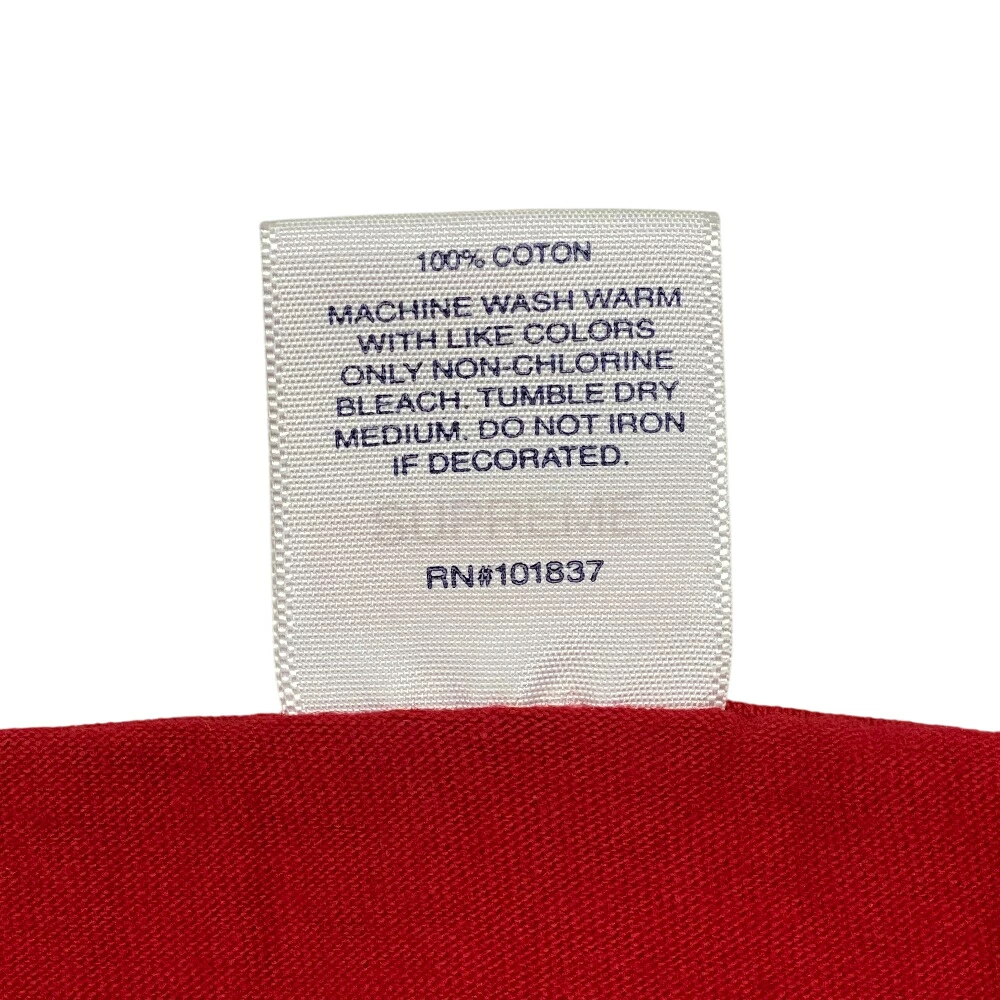 100% COTON
MACHINE WASH WARM
WITH LIKE COLORS
ONLY NON-CHLORINE
BLEACH. TUMBLE DRY
MEDIUM. DO NOT IRON
IF DECORATED.
SUPREME
RN#101837